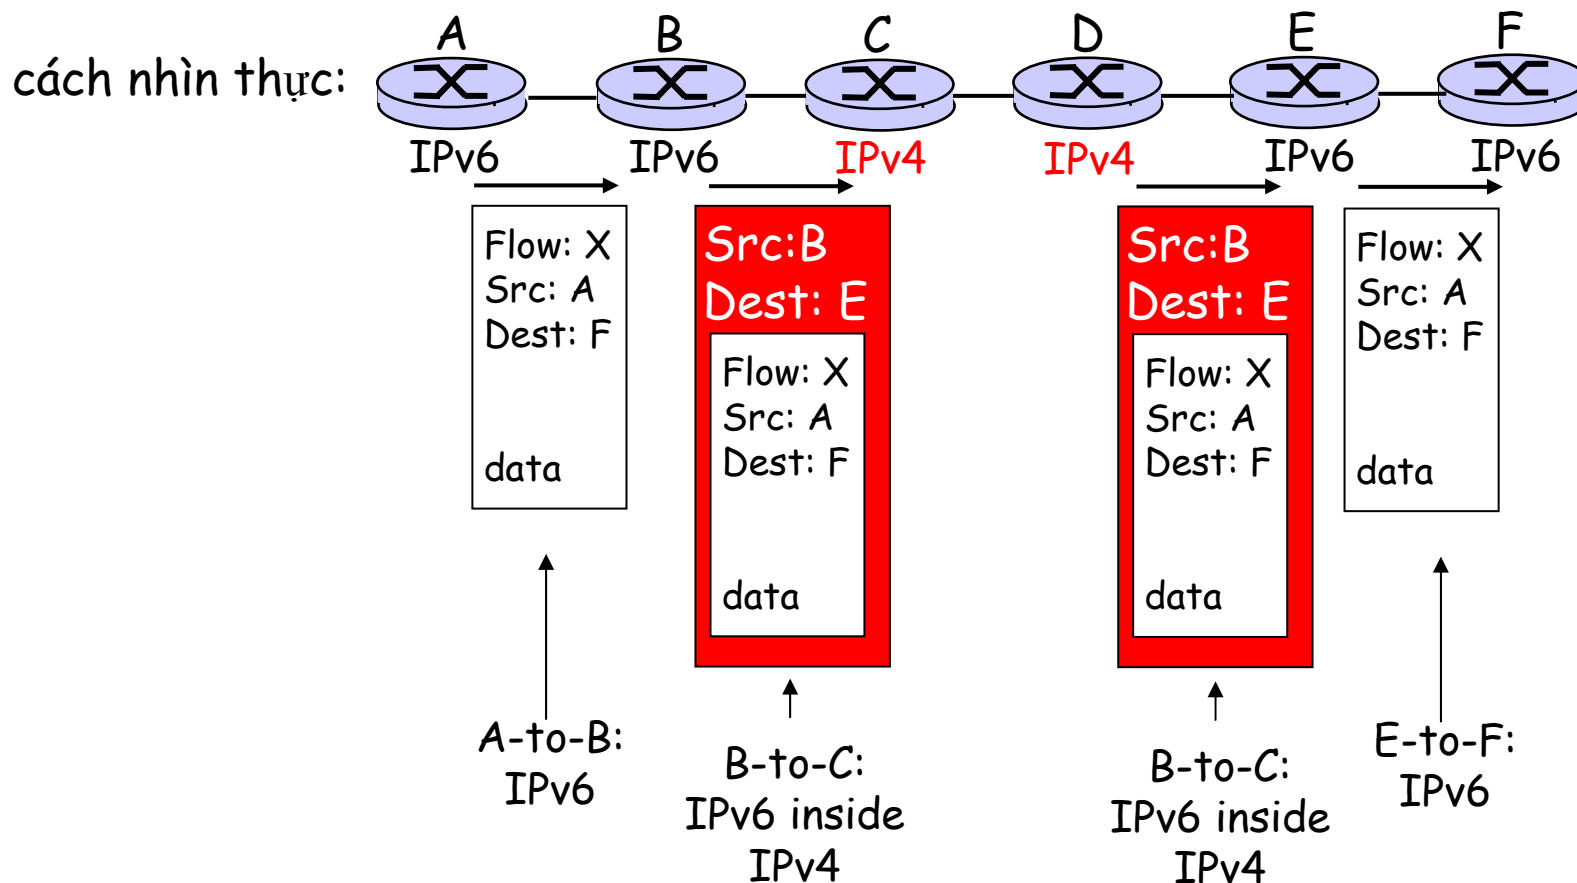 A B C D E F
cách nhìn thực:
IPv6 IPv6 IPv4 IPv4 IPv6 IPv6
Flow: X
Src: A
Dest: F
data
Src:B
Dest: E
Flow: X
Src: A
Dest: F
data
Src:B
Dest: E
Flow: X
Src: A
Dest: F
data
Flow: X
Src: A
Dest: F
data
A-to-B:
IPv6
B-to-C:
IPv6 inside
IPv4
B-to-C:
IPv6 inside
IPv4
E-to-F:
IPv6